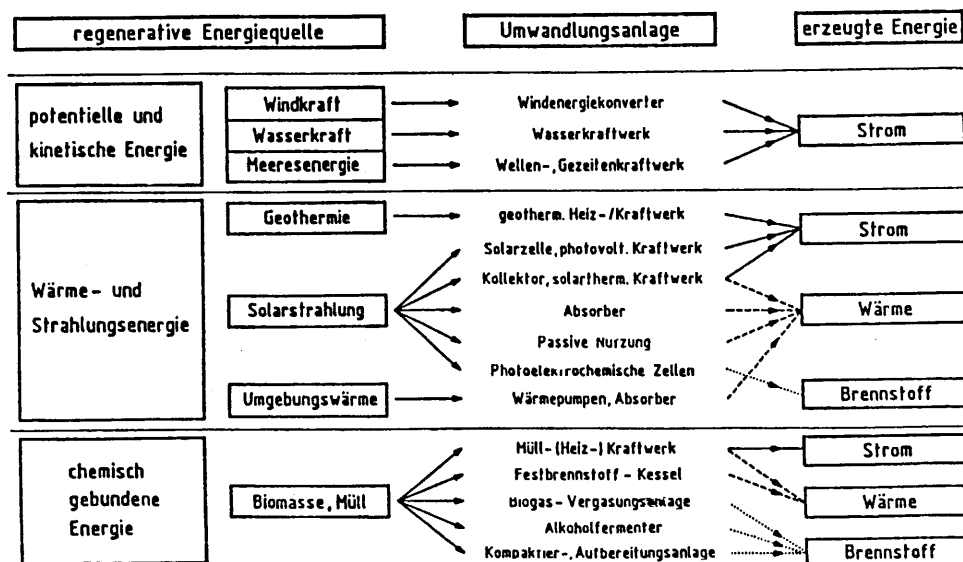 regenerative Energiequelle
Umwandlungsanlage
erzeugte Energie
potentielle und
kinetische Energie
Windkraft
Windenergiekonverter
Wasserkraft
Wasserkraftwerk
Strom
Meeresenergie
Wellen-, Gezeitenkraftwerk
Wärme- und
Strahlungsenergie
Geothermie
geotherm. Heiz-/Kraftwerk
Strom
Solarzelle, photovolt. Kraftwerk
Kollektor, solartherm. Kraftwerk
Solarstrahlung
Absorber
Wärme
Passive Nurzung
Photoelektrochemische Zellen
Brennstoff
Umgebungswärme
Wärmepumpen, Absorber
chemisch
gebundene
Energie
Biomasse, Müll
Müll-(Heiz-) Kraftwerk
Strom
Festbrennstoff - Kessel
Biogas- Vergasungsanlage
Wärme
Alkoholfermenter
Kompaktier-, Aufbereitungsanlage
Brennstoff